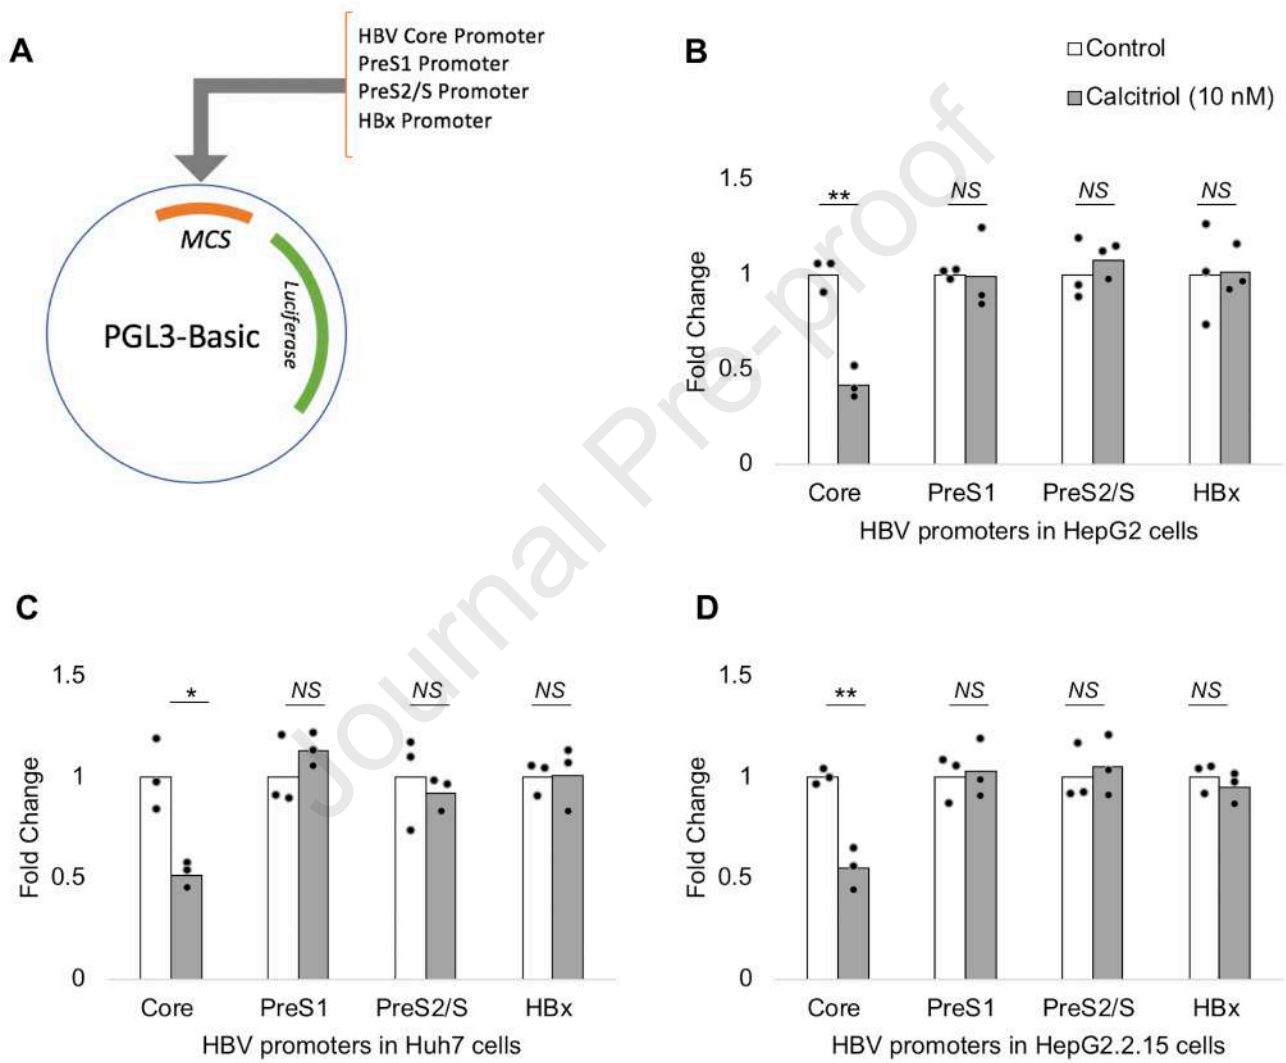 A
HBV Core Promoter
PreS1 Promoter
PreS2/S Promoter
HBx Promoter
MCS
Luciferase
PGL3-Basic
B
Control
Calcitriol (10 nM)
1.5
1
0.5
0
Fold Change
**
NS
NS
NS
Core
PreS1
PreS2/S
HBx
HBV promoters in HepG2 cells
C
1.5
1
0.5
0
Fold Change
*
NS
NS
NS
Core
PreS1
PreS2/S
HBx
HBV promoters in Huh7 cells
D
1.5
1
0.5
0
Fold Change
**
NS
NS
NS
Core
PreS1
PreS2/S
HBx
HBV promoters in HepG2.2.15 cells
Journal Pre-proof